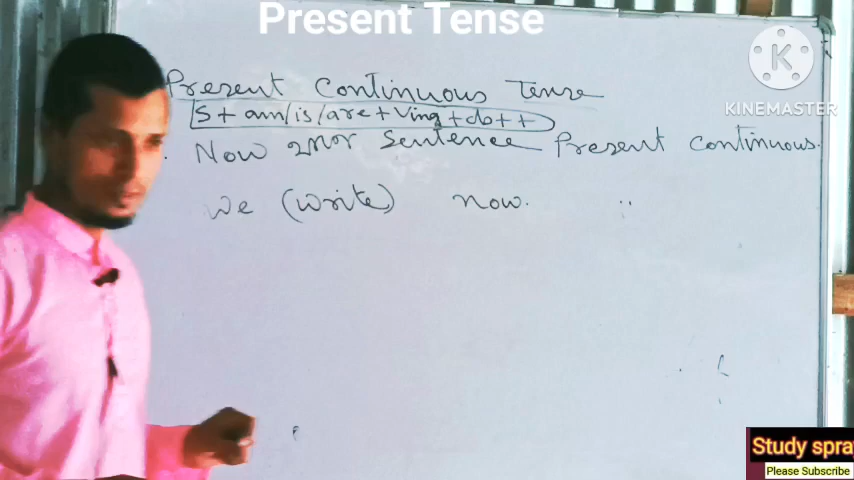 Present Tense
KINEMASTER
Present Continuous Tense
S + am/is/are + Ving + do + +
Now থাকলে Sentence Present Continuous.
We (write) now.
Study spra
Please Subscribe